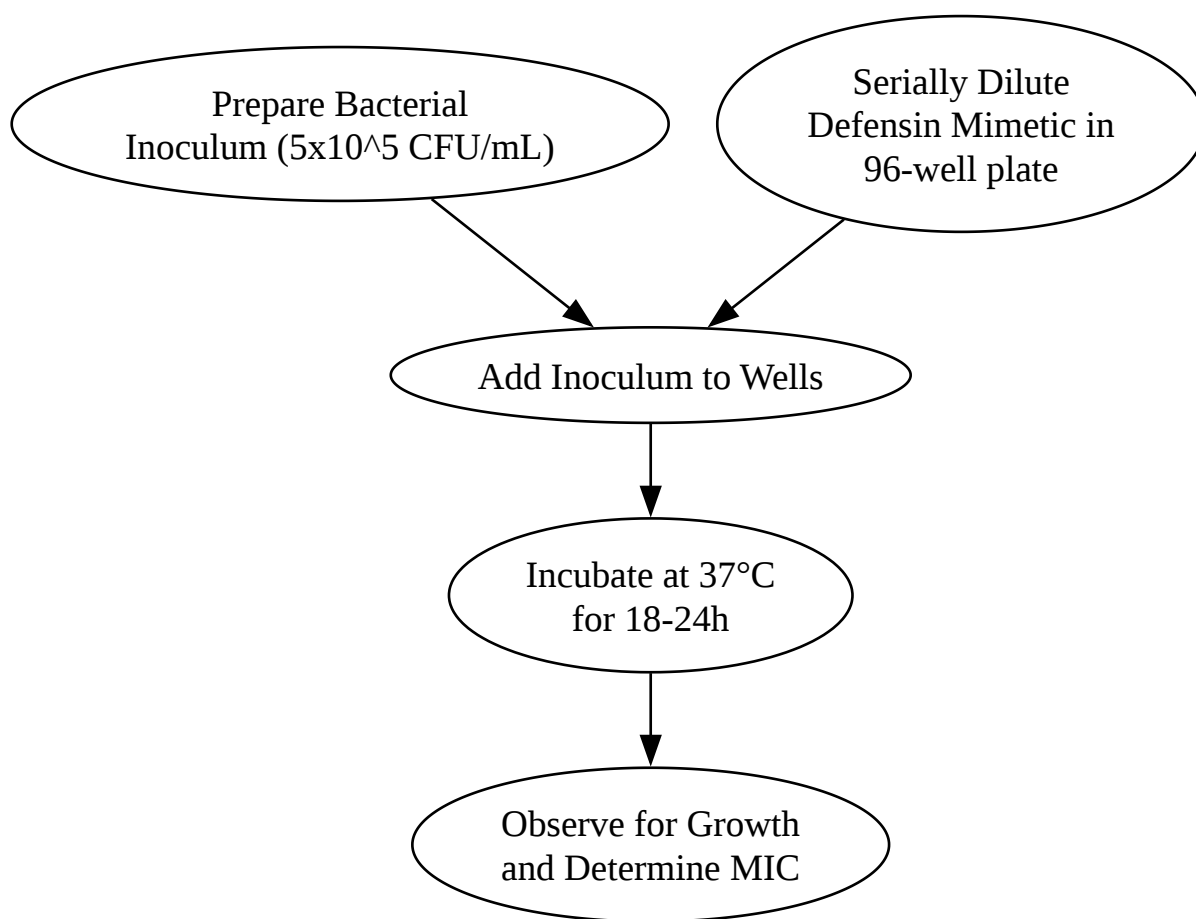 Prepare Bacterial
Inoculum (5x10^5 CFU/mL)
Serially Dilute
Defensin Mimetic in
96-well plate
Add Inoculum to Wells
Incubate at 37°C
for 18-24h
Observe for Growth
and Determine MIC